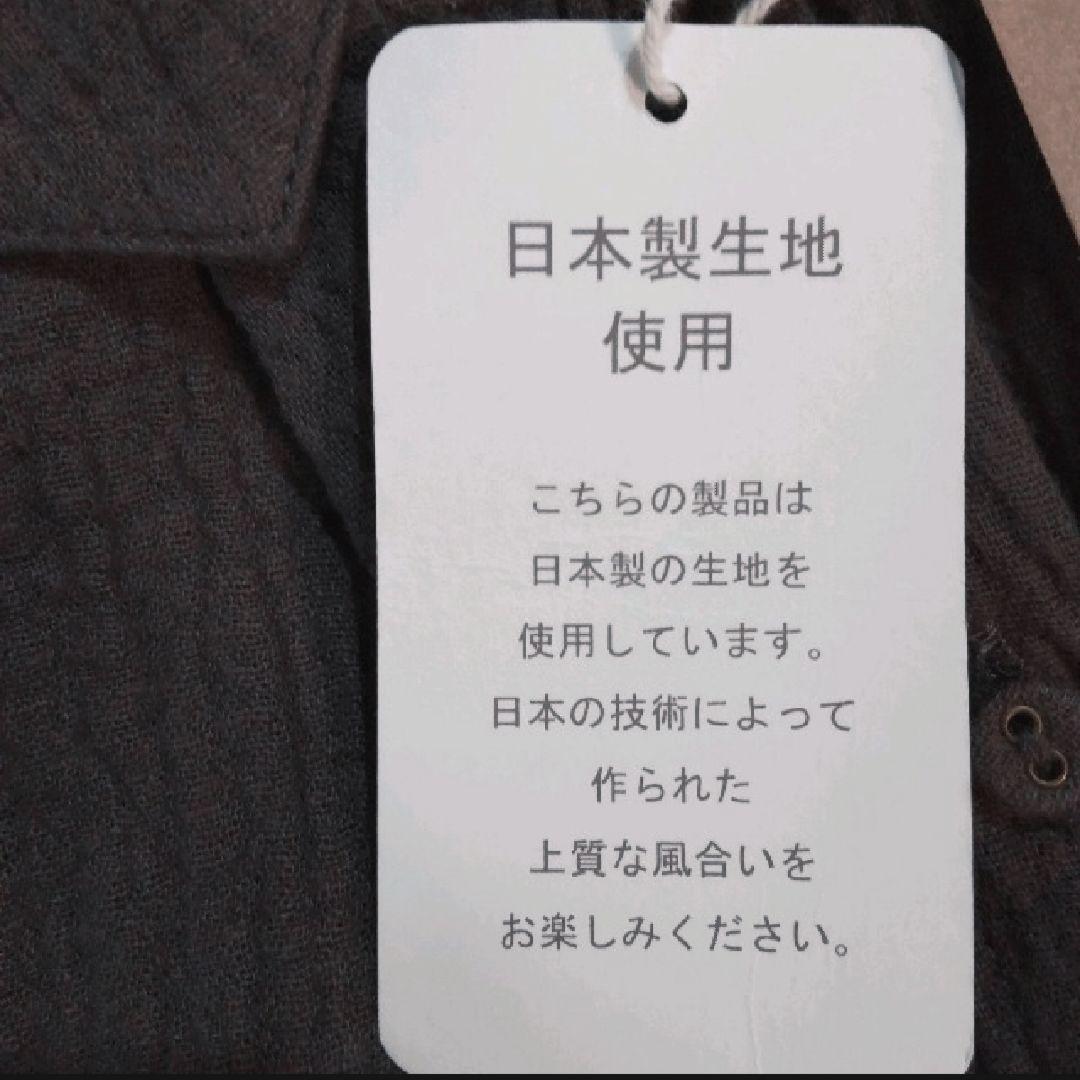 日本製生地
使用
こちらの製品は
日本製の生地を
使用しています。
日本の技術によって
作られた
上質な風合いを
お楽しみください。